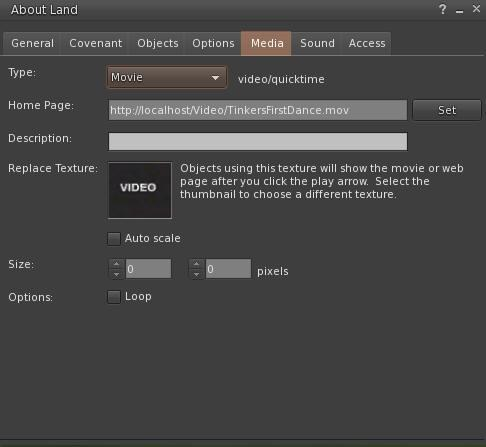 About Land ? _ ×
General Covenant Objects Options Media Sound Access
Type: Movie video/quicktime
Home Page: http://localhost/Video/TinkersFirstDance.mov Set
Description:
Replace Texture: VIDEO Objects using this texture will show the movie or web
page after you click the play arrow. Select the
thumbnail to choose a different texture.
Auto scale
Size: 0 0 pixels
Options: Loop